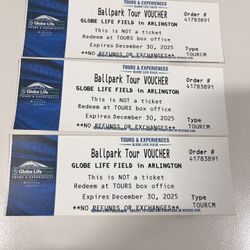 Ballpark Tour VOUCHER
Order #
GLOBE LIFE FIELD in ARLINGTON
41783891
This is NOT a ticket
Redeem at TOURS box office
Expires December 30, 2025
Type
**NO REFUNDS OR EXCHANGES**
TOURCM
TOURS & EXPERIENCES
GLOBE LIFE FIELD
Ballpark Tour VOUCHER
Order #
GLOBE LIFE FIELD in ARLINGTON
41783891
This is NOT a ticket
Redeem at TOURS box office
Expires December 30, 2025
Type
**NO REFUNDS OR EXCHANGES**
TOURCM
TOURS & EXPERIENCES
Globe Life
TOURS & EXPERIENCES
Ballpark Tour VOUCHER
Order #
GLOBE LIFE FIELD in ARLINGTON
41783891
This is NOT a ticket
Redeem at TOURS box office
Expires December 30, 2025
Type
**NO REFUNDS OR EXCHANGES**
TOURCM